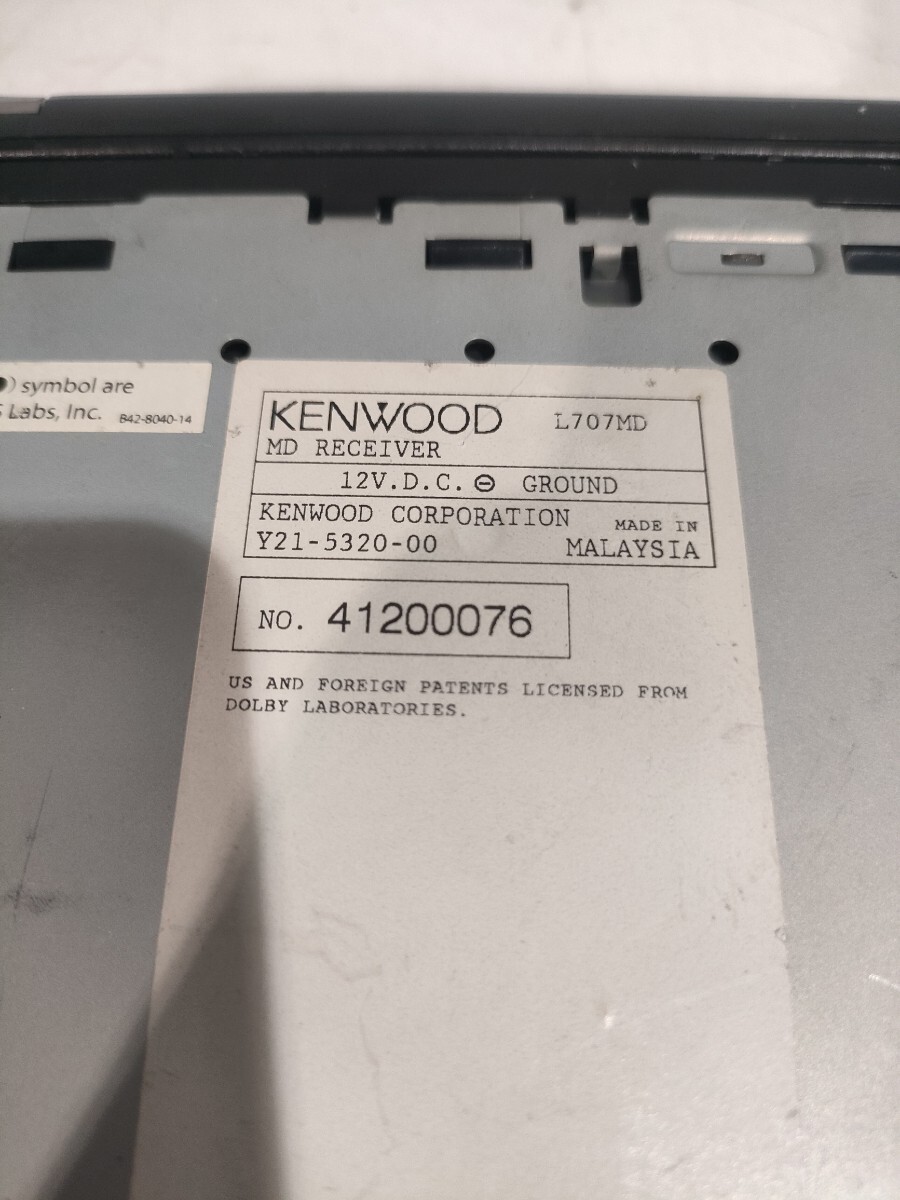 symbol are
Labs, Inc. B42-8040-14
KENWOOD L707MD
MD RECEIVER
12V.D.C. ⊖ GROUND
KENWOOD CORPORATION MADE IN
Y21-5320-00 MALAYSIA
NO. 41200076
US AND FOREIGN PATENTS LICENSED FROM
DOLBY LABORATORIES.